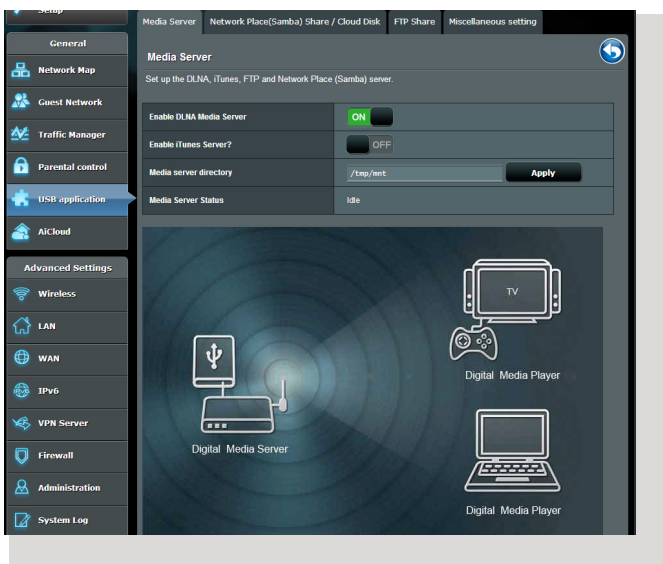 Setup
General
Network Map
Guest Network
Traffic Manager
Parental control
USB application
AiCloud
Advanced Settings
Wireless
LAN
WAN
IPv6
VPN Server
Firewall
Administration
System Log
Media Server
Network Place(Samba) Share / Cloud Disk
FTP Share
Miscellaneous setting
Media Server
Set up the DLNA, iTunes, FTP and Network Place (Samba) server.
Enable DLNA Media Server
ON
Enable iTunes Server?
OFF
Media server directory
/tmp/mnt
Apply
Media Server Status
Idle
TV
Digital Media Player
Digital Media Server
Digital Media Player